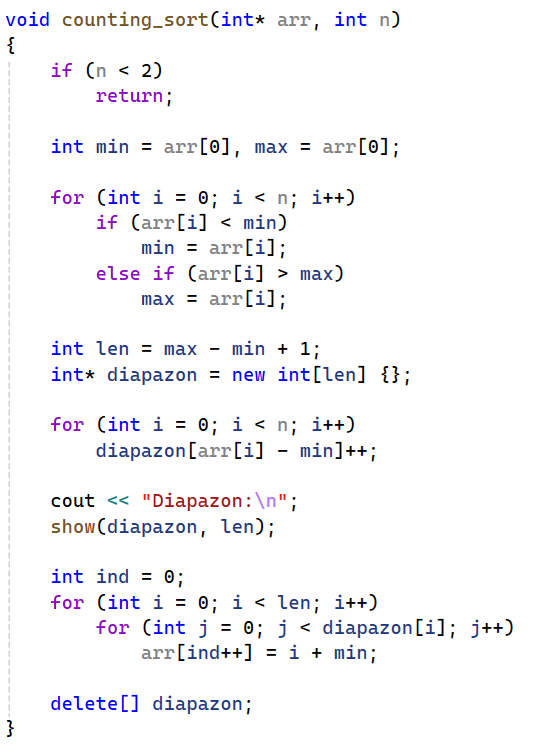 void counting_sort(int* arr, int n)
{
    if (n < 2)
        return;

    int min = arr[0], max = arr[0];

    for (int i = 0; i < n; i++)
        if (arr[i] < min)
            min = arr[i];
        else if (arr[i] > max)
            max = arr[i];

    int len = max - min + 1;
    int* diapazon = new int[len] {};

    for (int i = 0; i < n; i++)
        diapazon[arr[i] - min]++;

    cout << "Diapazon:\n";
    show(diapazon, len);

    int ind = 0;
    for (int i = 0; i < len; i++)
        for (int j = 0; j < diapazon[i]; j++)
            arr[ind++] = i + min;

    delete[] diapazon;
}